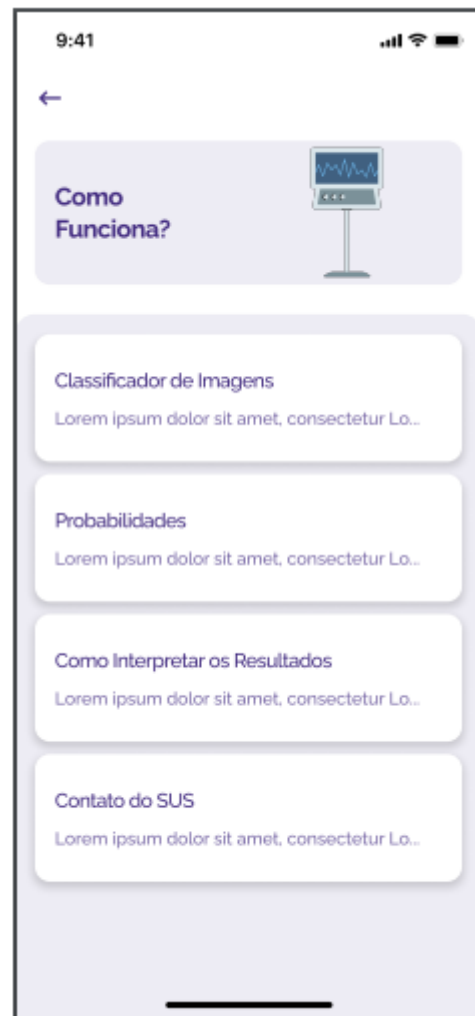 9:41
Como
Funciona?
Classificador de Imagens
Lorem ipsum dolor sit amet, consectetur Lo...
Probabilidades
Lorem ipsum dolor sit amet, consectetur Lo...
Como Interpretar os Resultados
Lorem ipsum dolor sit amet, consectetur Lo...
Contato do SUS
Lorem ipsum dolor sit amet, consectetur Lo...